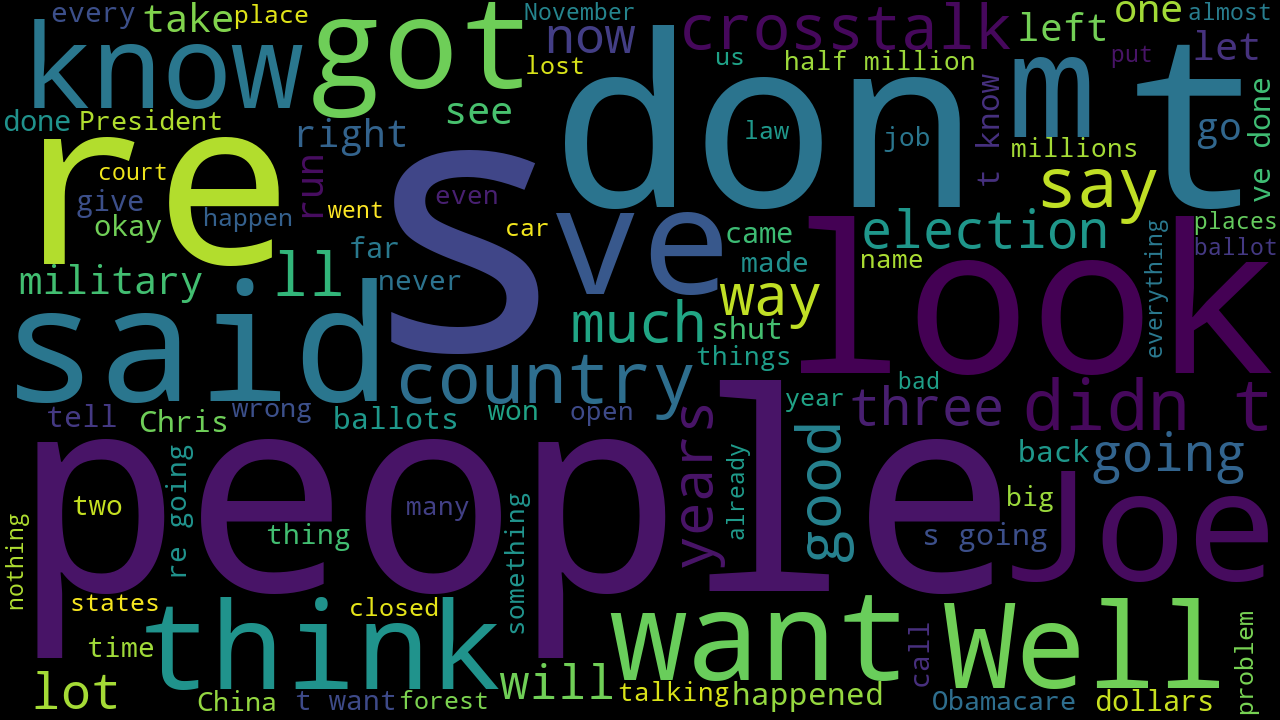 every
take
place
November
now
crosstalk
left
one
almost
know
got
lost
us
half million
put
let
don t
m
done
President
see
right
law
job
t know
millions
go
ve done
re
court
run
give
okay
happen
went
even
s
car
ve
came
say
election
places
ballot
far
military
ll
never
made
name
way
look
everything
said
much
shut
things
country
bad
year
three
didn t
tell
Chris
wrong
ballots
won
open
people
years
already
good
back
going
re going
two
thing
many
something
big
s going
Joe
nothing
states
closed
time
think
want
Well
call
problem
lot
China
t want
forest
will
talking
happened
Obamacare
dollars